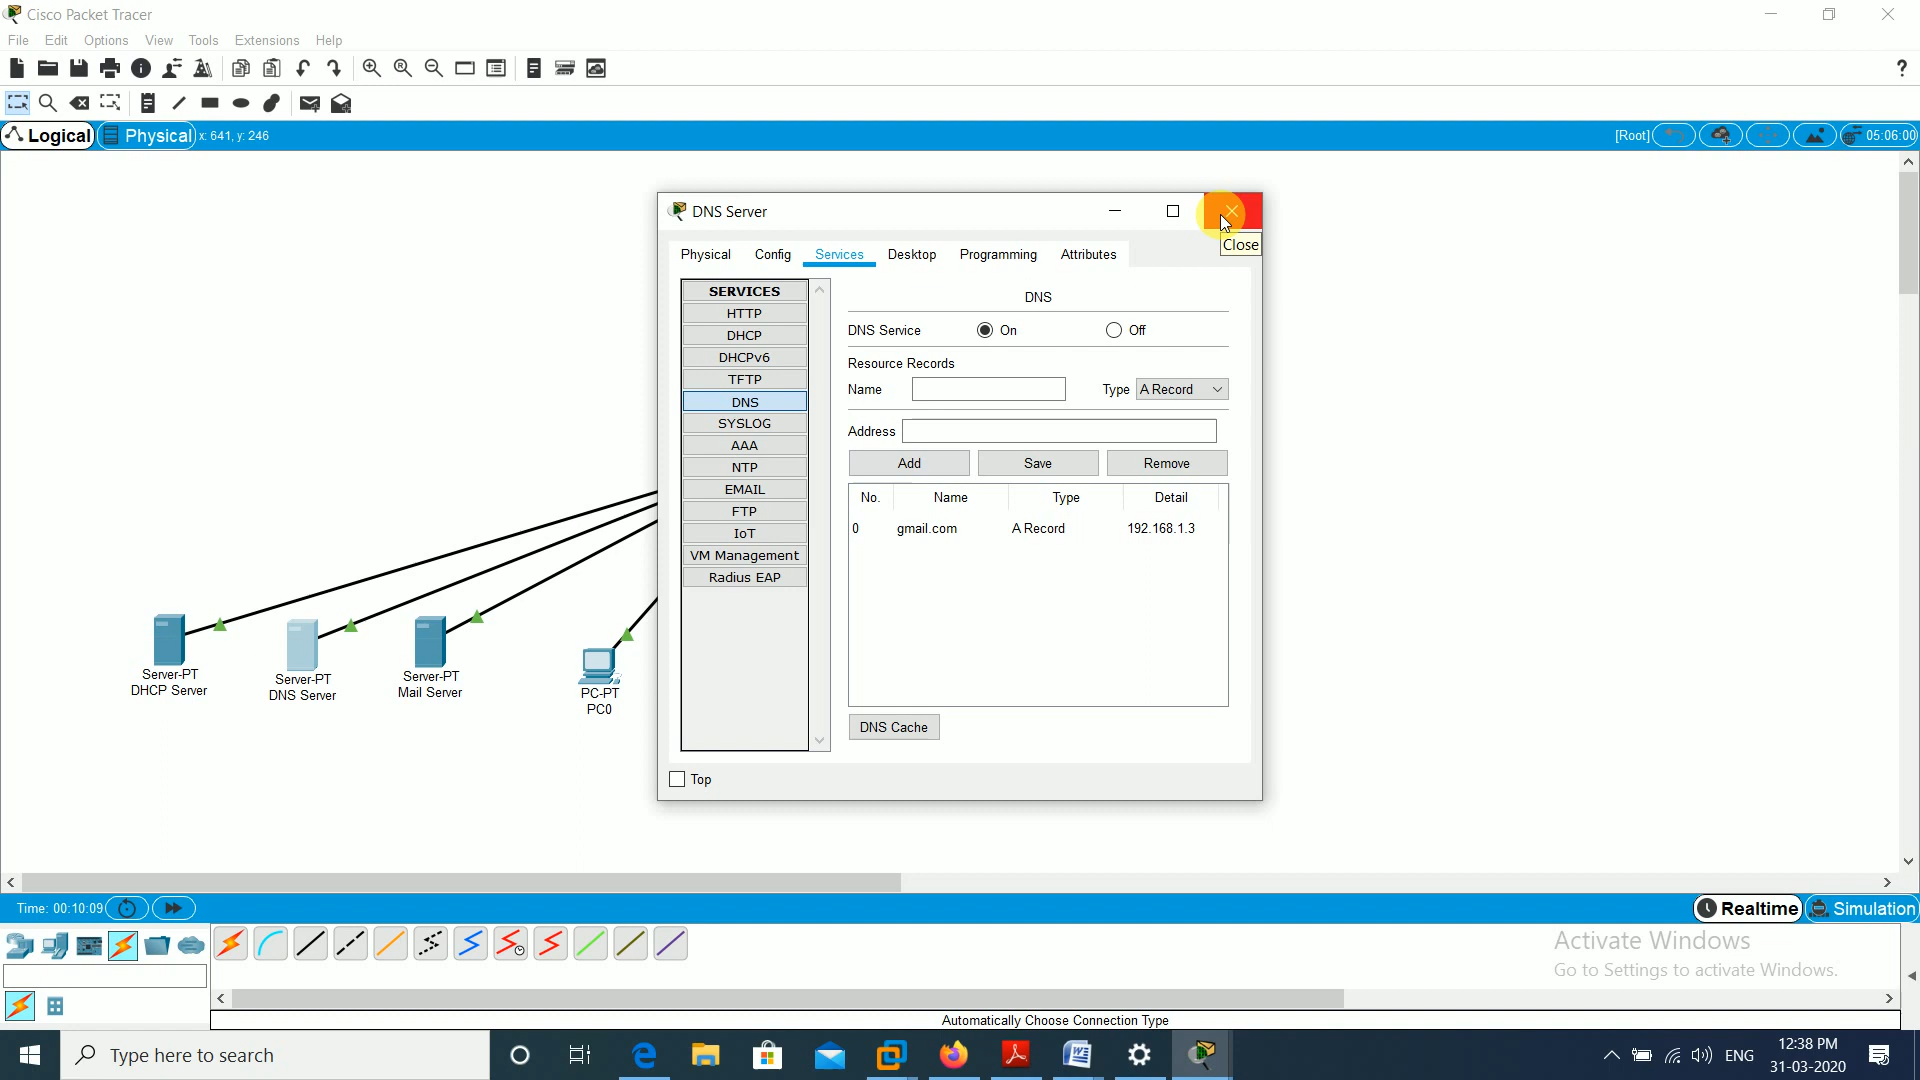 Cisco Packet Tracer
File Edit Options View Tools Extensions Help
?
Logical Physical x: 641, y: 246 [Root] 05:06:00
DNS Server
Close
Physical Config Services Desktop Programming Attributes
SERVICES
HTTP
DHCP
DHCPv6
TFTP
DNS
SYSLOG
AAA
NTP
EMAIL
FTP
IoT
VM Management
Radius EAP
DNS
DNS Service On Off
Resource Records
Name Type A Record
Address
Add Save Remove
No. Name Type Detail
0 gmail.com A Record 192.168.1.3
DNS Cache
Top
Server-PT
DHCP Server
Server-PT
DNS Server
Server-PT
Mail Server
PC-PT
PC0
Time: 00:10:09 Realtime Simulation
Activate Windows
Go to Settings to activate Windows.
Automatically Choose Connection Type
Type here to search
ENG
12:38 PM
31-03-2020